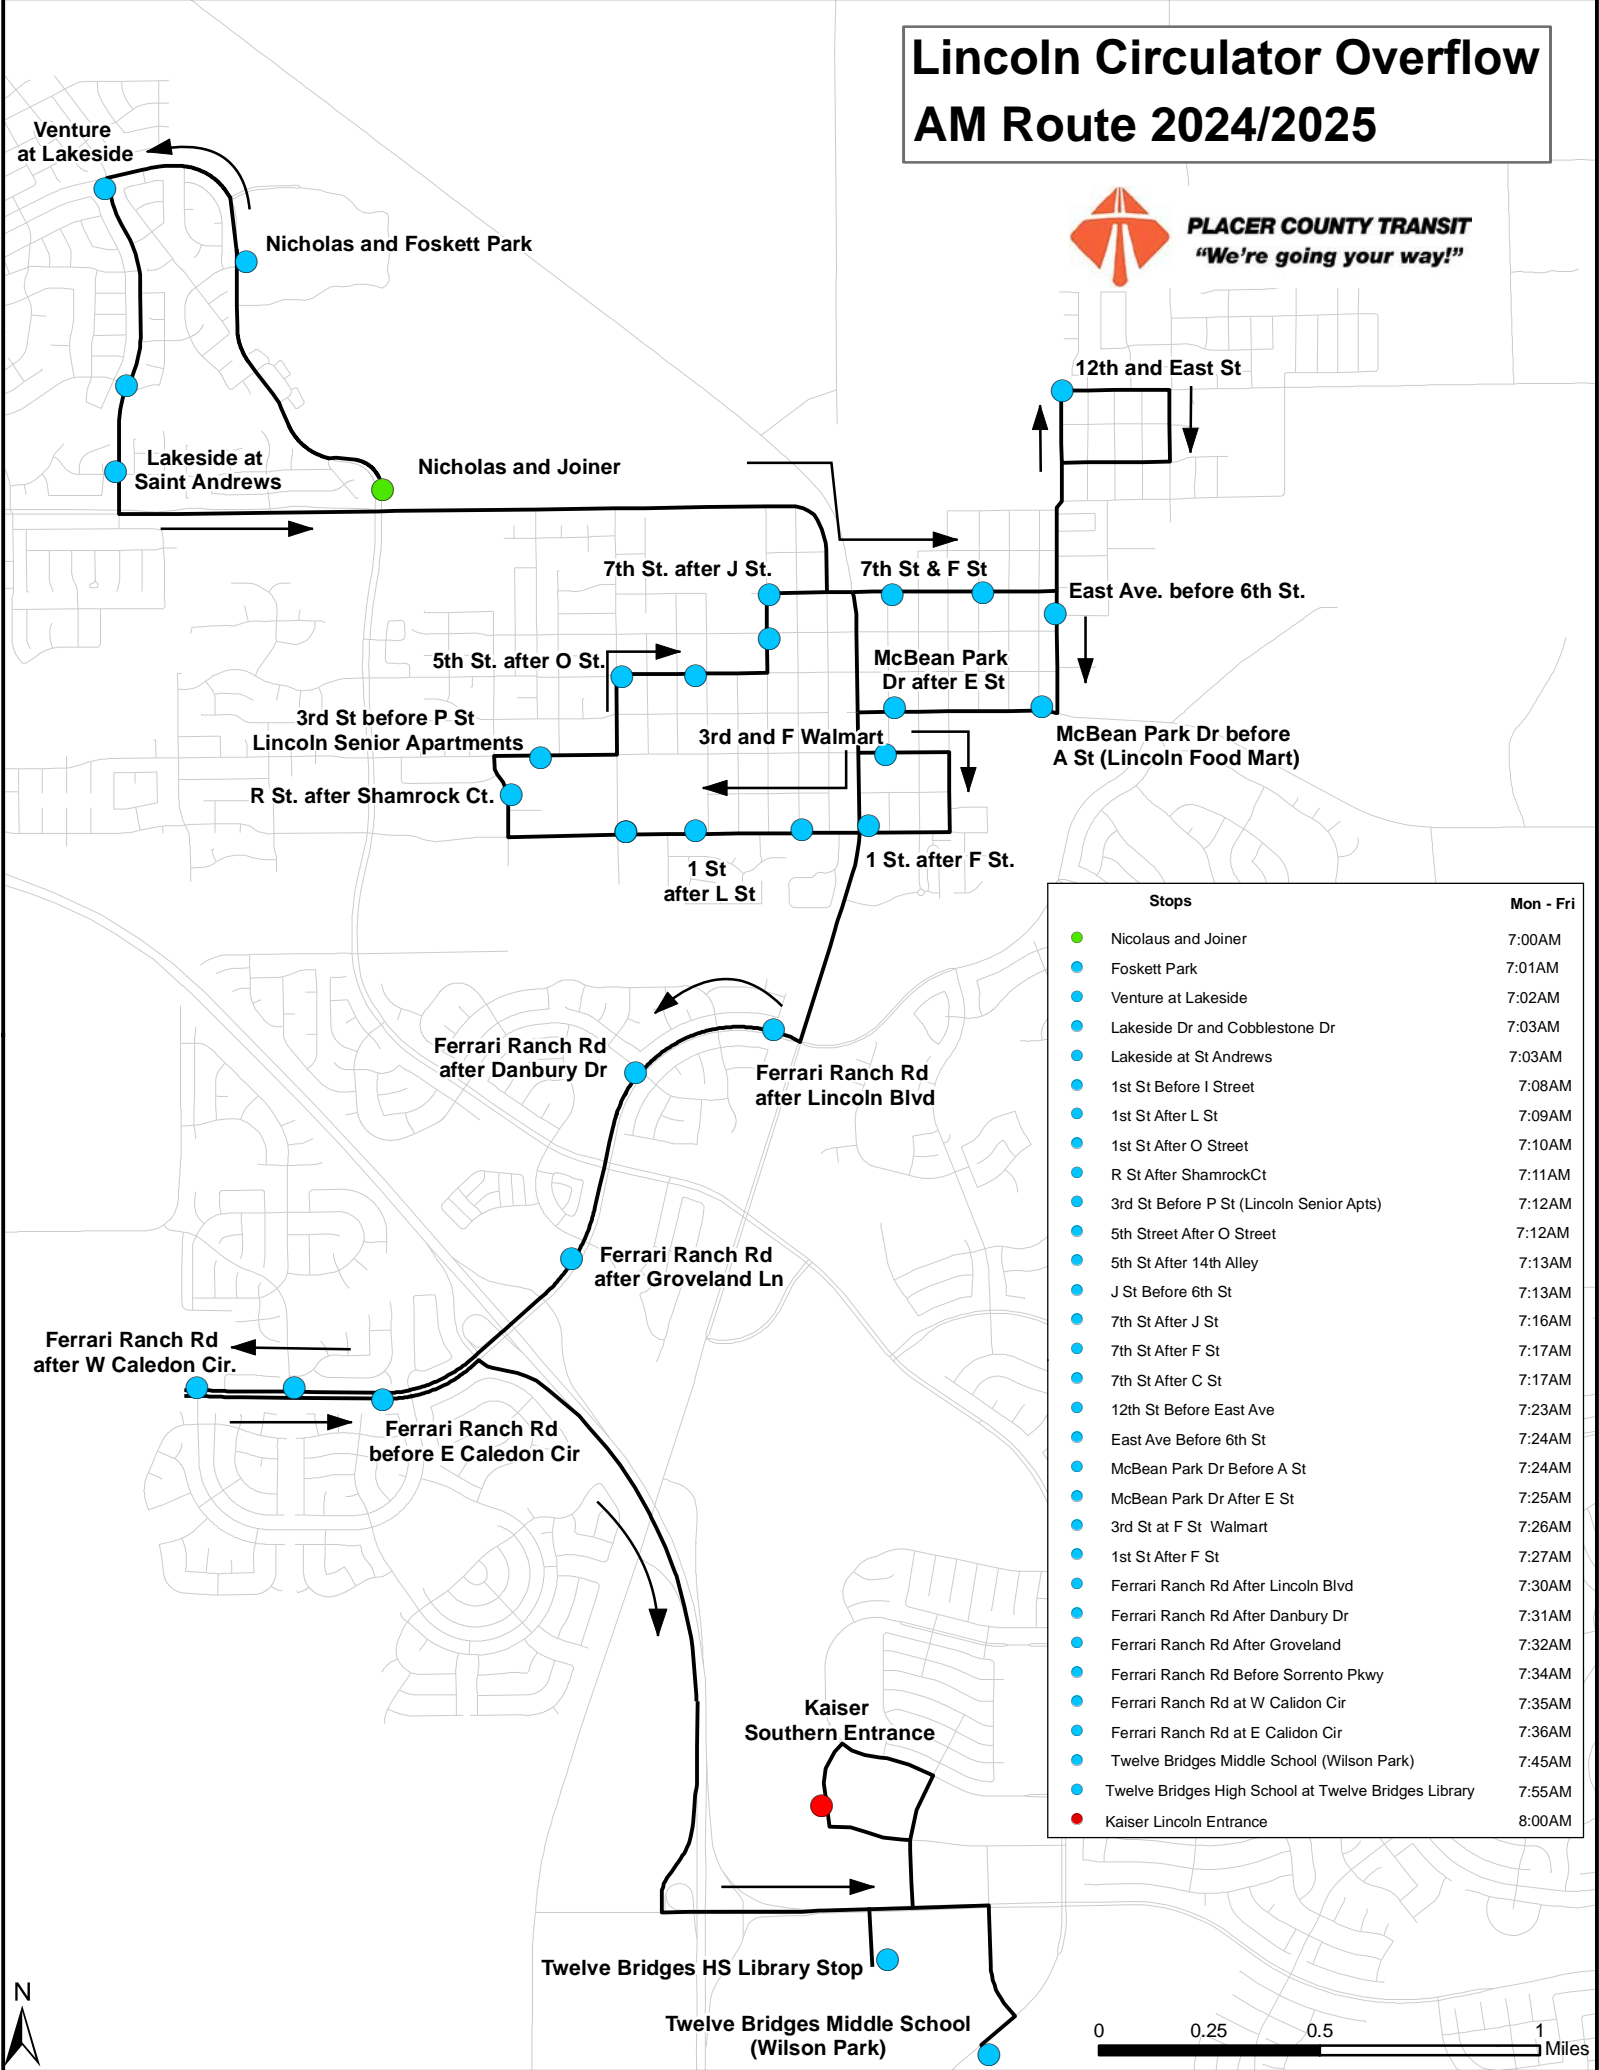 Lincoln Circulator Overflow
AM Route 2024/2025
PLACER COUNTY TRANSIT
“We're going your way!”
Venture
at Lakeside
Nicholas and Foskett Park
12th and East St
Lakeside at
Saint Andrews
Nicholas and Joiner
7th St. after J St.
7th St & F St
East Ave. before 6th St.
5th St. after O St.
McBean Park
Dr after E St
3rd St before P St
Lincoln Senior Apartments
3rd and F Walmart
McBean Park Dr before
A St (Lincoln Food Mart)
R St. after Shamrock Ct.
1 St
after L St
1 St. after F St.
Ferrari Ranch Rd
after Danbury Dr
Ferrari Ranch Rd
after Lincoln Blvd
Ferrari Ranch Rd
after Groveland Ln
Ferrari Ranch Rd
after W Caledon Cir.
Ferrari Ranch Rd
before E Caledon Cir
Kaiser
Southern Entrance
Twelve Bridges HS Library Stop
Twelve Bridges Middle School
(Wilson Park)
Stops Mon - Fri
Nicolaus and Joiner 7:00AM
Foskett Park 7:01AM
Venture at Lakeside 7:02AM
Lakeside Dr and Cobblestone Dr 7:03AM
Lakeside at St Andrews 7:03AM
1st St Before I Street 7:08AM
1st St After L St 7:09AM
1st St After O Street 7:10AM
R St After ShamrockCt 7:11AM
3rd St Before P St (Lincoln Senior Apts) 7:12AM
5th Street After O Street 7:12AM
5th St After 14th Alley 7:13AM
J St Before 6th St 7:13AM
7th St After J St 7:16AM
7th St After F St 7:17AM
7th St After C St 7:17AM
12th St Before East Ave 7:23AM
East Ave Before 6th St 7:24AM
McBean Park Dr Before A St 7:24AM
McBean Park Dr After E St 7:25AM
3rd St at F St Walmart 7:26AM
1st St After F St 7:27AM
Ferrari Ranch Rd After Lincoln Blvd 7:30AM
Ferrari Ranch Rd After Danbury Dr 7:31AM
Ferrari Ranch Rd After Groveland 7:32AM
Ferrari Ranch Rd Before Sorrento Pkwy 7:34AM
Ferrari Ranch Rd at W Calidon Cir 7:35AM
Ferrari Ranch Rd at E Calidon Cir 7:36AM
Twelve Bridges Middle School (Wilson Park) 7:45AM
Twelve Bridges High School at Twelve Bridges Library 7:55AM
Kaiser Lincoln Entrance 8:00AM
N
0 0.25 0.5 1
Miles